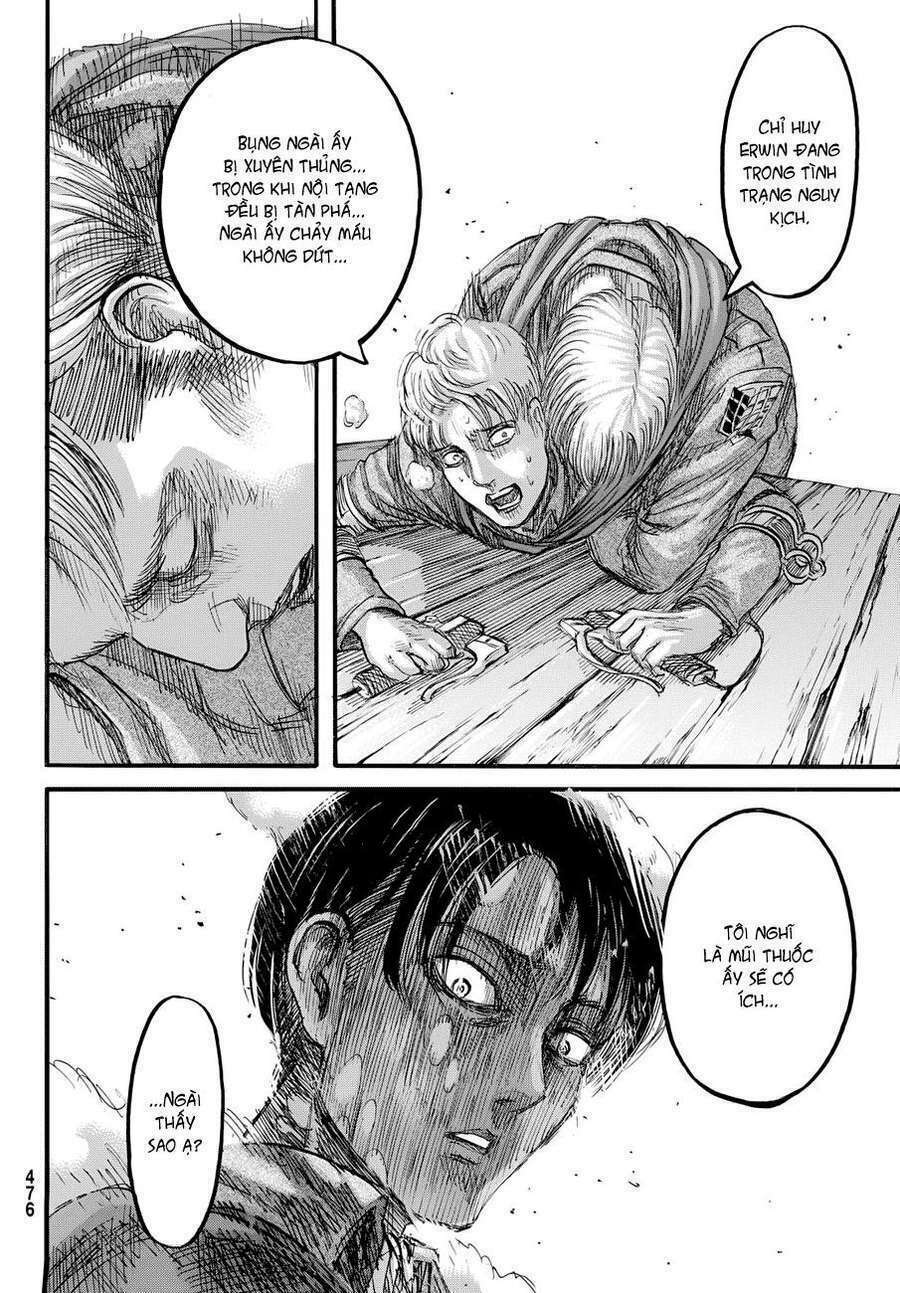 CHỈ HUY
ERWIN ĐANG
TRONG TÌNH
TRẠNG NGUY
KỊCH.
BỤNG NGÀI ẤY
BỊ XUYÊN THỦNG...
TRONG KHI NỘI TẠNG
ĐỀU BỊ TÀN PHÁ...
NGÀI ẤY CHẢY MÁU
KHÔNG DỨT...
TÔI NGHĨ
LÀ MŨI THUỐC
ẤY SẼ CÓ
ÍCH...
...NGÀI
THẤY
SAO Ạ?
476